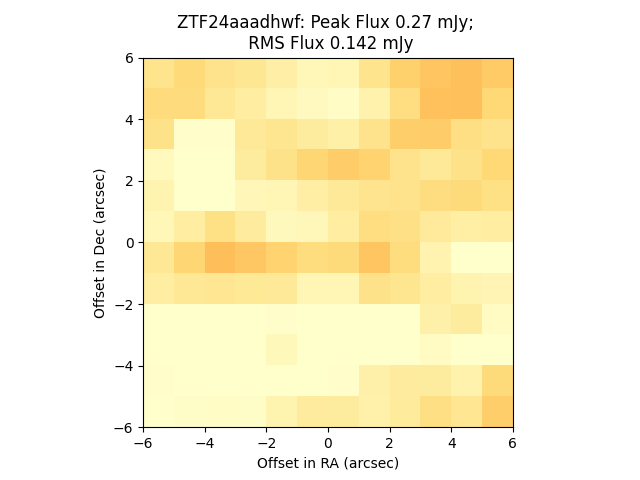 ZTF24aaadhwf: Peak Flux 0.27 mJy;
RMS Flux 0.142 mJy
6
4
2
0
−2
−4
−6
Offset in Dec (arcsec)
−6 −4 −2 0 2 4 6
Offset in RA (arcsec)